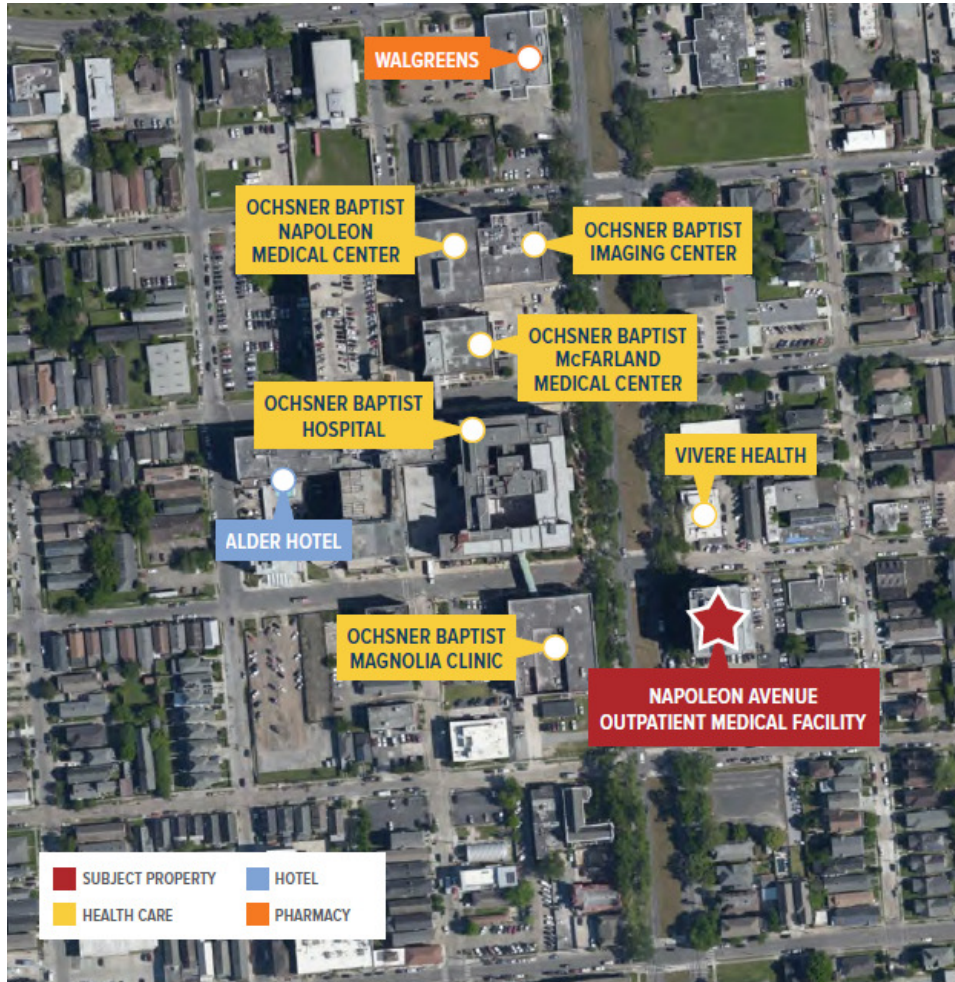 WALGREENS
OCHSNER BAPTIST
NAPOLEON
MEDICAL CENTER
OCHSNER BAPTIST
IMAGING CENTER
OCHSNER BAPTIST
McFARLAND
MEDICAL CENTER
OCHSNER BAPTIST
HOSPITAL
VIVERE HEALTH
ALDER HOTEL
OCHSNER BAPTIST
MAGNOLIA CLINIC
NAPOLEON AVENUE
OUTPATIENT MEDICAL FACILITY
SUBJECT PROPERTY
HOTEL
HEALTH CARE
PHARMACY